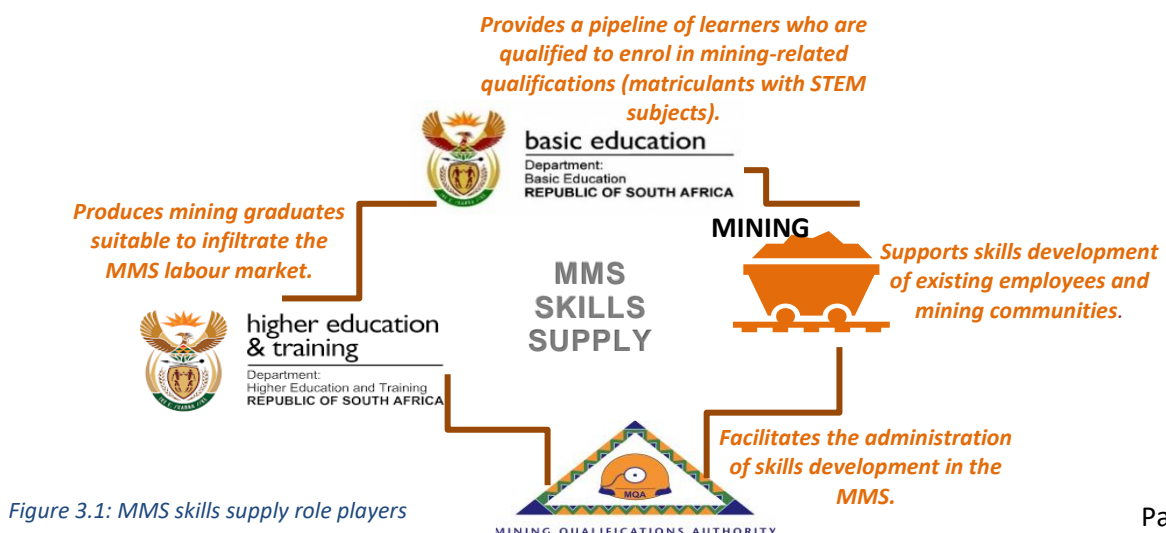 Provides a pipeline of learners who are
qualified to enrol in mining-related
qualifications (matriculants with STEM
subjects).
basic education
Department:
Basic Education
REPUBLIC OF SOUTH AFRICA
Produces mining graduates
suitable to infiltrate the
MMS labour market.
MINING
Supports skills development
of existing employees and
mining communities.
MMS
SKILLS
SUPPLY
higher education
& training
Department:
Higher Education and Training
REPUBLIC OF SOUTH AFRICA
Facilitates the administration
of skills development in the
MMS.
MQA
MINING QUALIFICATIONS AUTHORITY
Figure 3.1: MMS skills supply role players
Pa